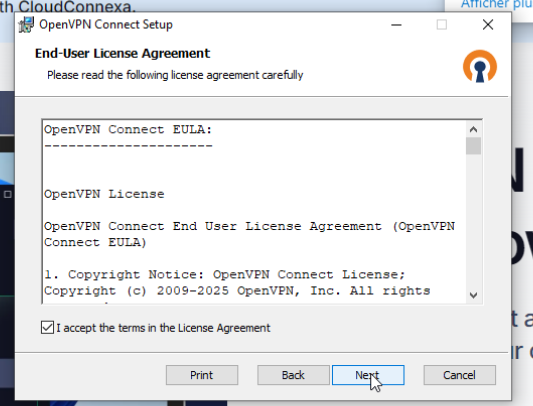 th CloudConnexa.
Afficher plu
OpenVPN Connect Setup
End-User License Agreement
Please read the following license agreement carefully
OpenVPN Connect EULA:
---------------------
OpenVPN License
OpenVPN Connect End User License Agreement (OpenVPN
Connect EULA)
1. Copyright Notice: OpenVPN Connect License;
Copyright (c) 2009-2025 OpenVPN, Inc. All rights
I accept the terms in the License Agreement
Print
Back
Next
Cancel